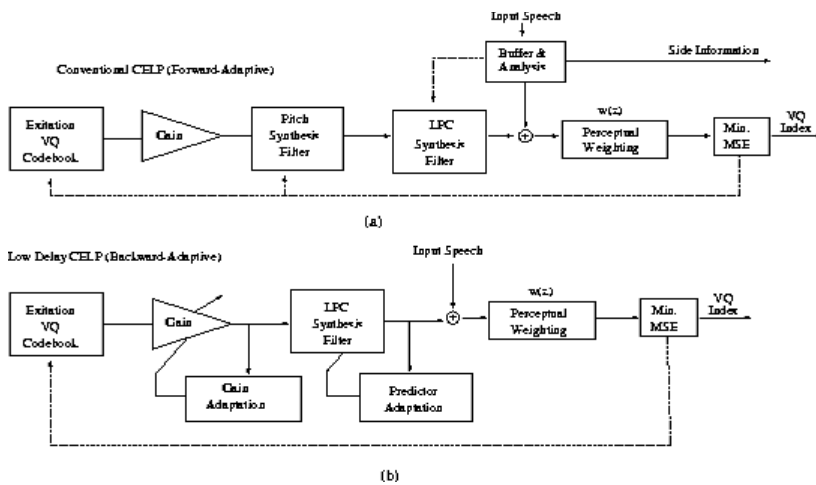 Input Speech
Buffer &
Analysis
Side Information
Conventional CELP (Forward-Adaptive)
Exitation
VQ
Codebook
Gain
Pitch
Synthesis
Filter
LPC
Synthesis
Filter
+
w(z)
Perceptual
Weighting
Min.
MSE
VQ
Index
(a)
Low Delay CELP (Backward-Adaptive)
Input Speech
Exitation
VQ
Codebook
Gain
LPC
Synthesis
Filter
+
w(z)
Perceptual
Weighting
Min.
MSE
VQ
Index
Gain
Adaptation
Predictor
Adaptation
(b)